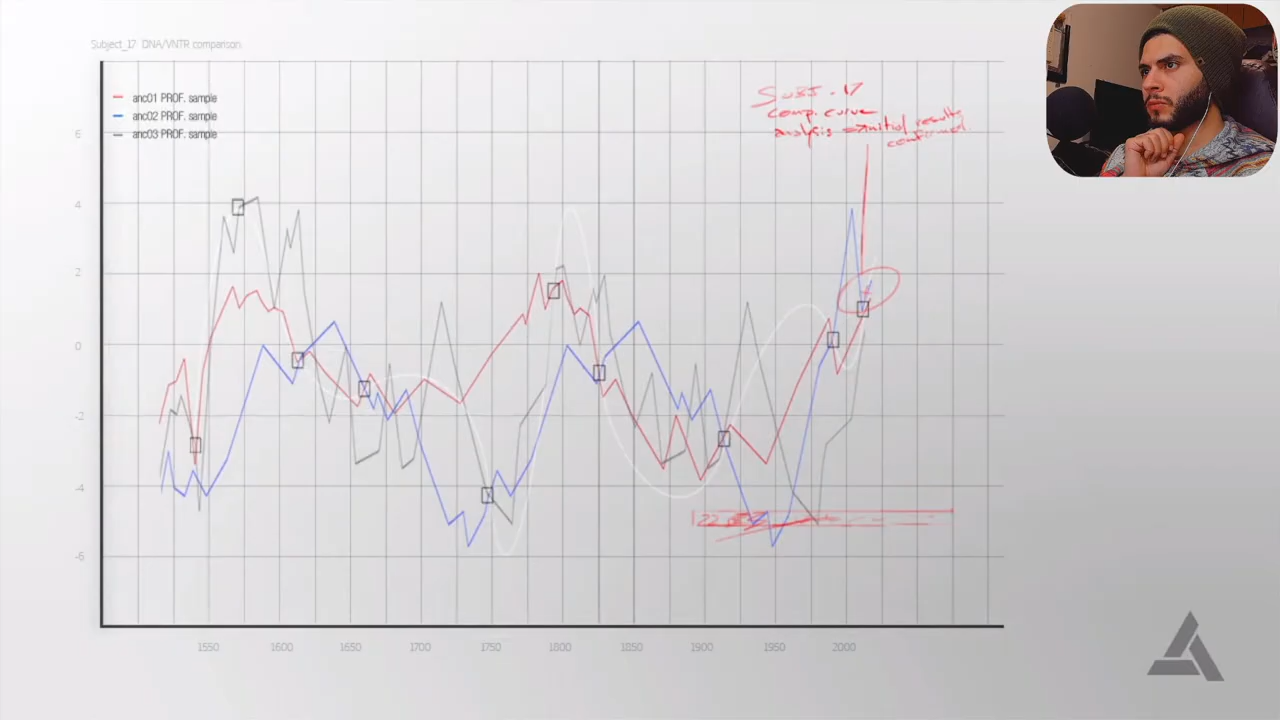 Subject_17 DNA/VNTR comparison
anc01 PROF. sample
anc02 PROF. sample
anc03 PROF. sample
SUBJ. 17
comp. curve
analysis results
confirmed
6
4
2
0
-2
-4
-6
1550
1600
1650
1700
1750
1800
1850
1900
1950
2000